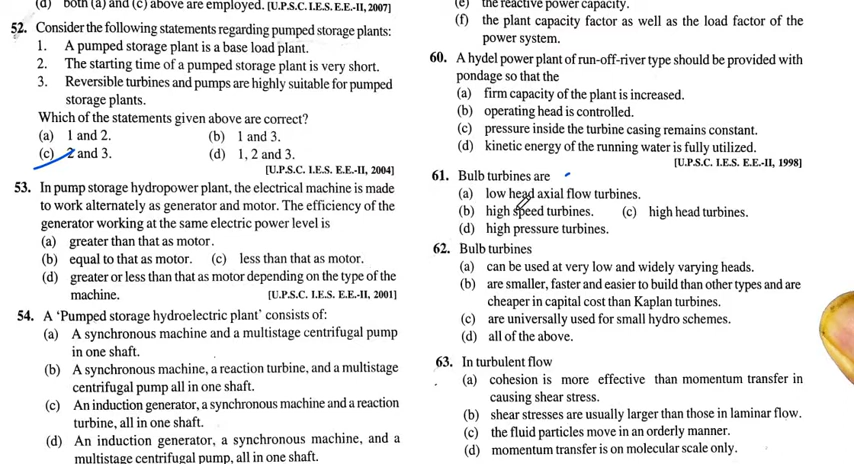 (d) both (a) and (c) above are employed. [U.P.S.C. I.E.S. E.E.-II, 2007]
52. Consider the following statements regarding pumped storage plants:
1. A pumped storage plant is a base load plant.
2. The starting time of a pumped storage plant is very short.
3. Reversible turbines and pumps are highly suitable for pumped
storage plants.
Which of the statements given above are correct?
(a) 1 and 2. (b) 1 and 3.
(c) 2 and 3. (d) 1, 2 and 3.
[U.P.S.C. I.E.S. E.E.-II, 2004]
53. In pump storage hydropower plant, the electrical machine is made
to work alternately as generator and motor. The efficiency of the
generator working at the same electric power level is
(a) greater than that as motor.
(b) equal to that as motor. (c) less than that as motor.
(d) greater or less than that as motor depending on the type of the
machine. [U.P.S.C. I.E.S. E.E.-II, 2001]
54. A ‘Pumped storage hydroelectric plant’ consists of:
(a) A synchronous machine and a multistage centrifugal pump
in one shaft.
(b) A synchronous machine, a reaction turbine, and a multistage
centrifugal pump all in one shaft.
(c) An induction generator, a synchronous machine and a reaction
turbine, all in one shaft.
(d) An induction generator, a synchronous machine, and a
multistage centrifugal pump, all in one shaft.
(e) the reactive power capacity.
(f) the plant capacity factor as well as the load factor of the
power system.
60. A hydel power plant of run-off-river type should be provided with
pondage so that the
(a) firm capacity of the plant is increased.
(b) operating head is controlled.
(c) pressure inside the turbine casing remains constant.
(d) kinetic energy of the running water is fully utilized.
[U.P.S.C. I.E.S. E.E.-II, 1998]
61. Bulb turbines are
(a) low head axial flow turbines.
(b) high speed turbines. (c) high head turbines.
(d) high pressure turbines.
62. Bulb turbines
(a) can be used at very low and widely varying heads.
(b) are smaller, faster and easier to build than other types and are
cheaper in capital cost than Kaplan turbines.
(c) are universally used for small hydro schemes.
(d) all of the above.
63. In turbulent flow
(a) cohesion is more effective than momentum transfer in
causing shear stress.
(b) shear stresses are usually larger than those in laminar flow.
(c) the fluid particles move in an orderly manner.
(d) momentum transfer is on molecular scale only.